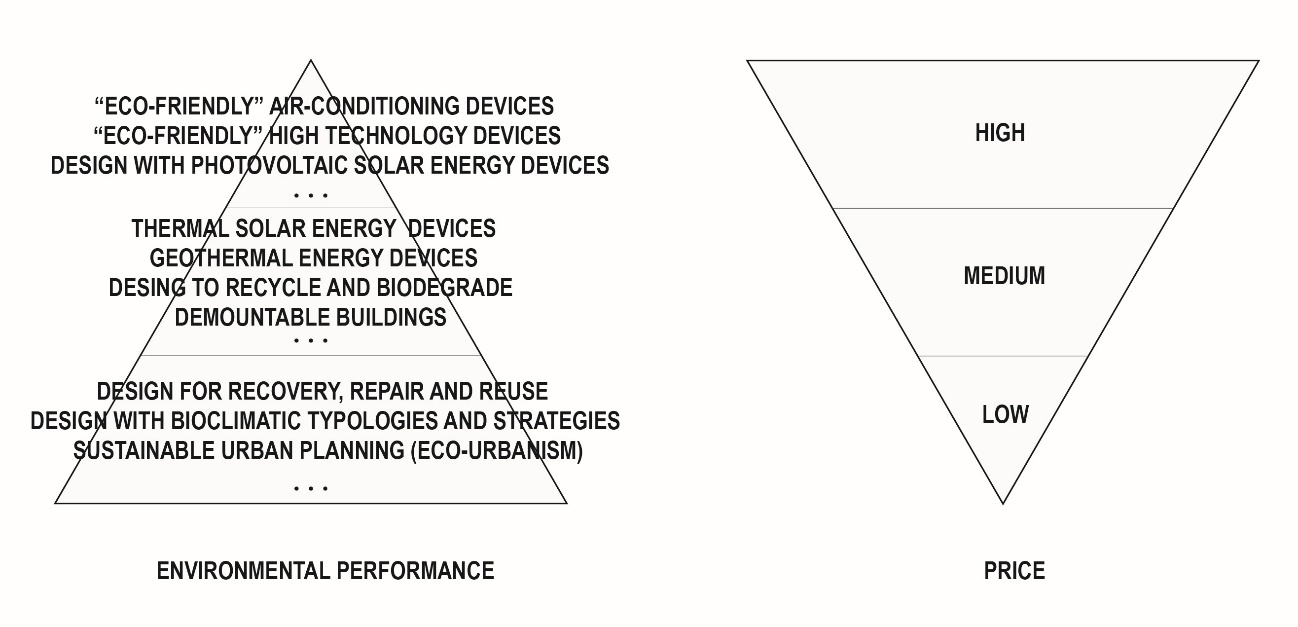 “ECO-FRIENDLY” AIR-CONDITIONING DEVICES
“ECO-FRIENDLY” HIGH TECHNOLOGY DEVICES
DESIGN WITH PHOTOVOLTAIC SOLAR ENERGY DEVICES
. . .
THERMAL SOLAR ENERGY DEVICES
GEOTHERMAL ENERGY DEVICES
DESING TO RECYCLE AND BIODEGRADE
DEMOUNTABLE BUILDINGS
. . .
DESIGN FOR RECOVERY, REPAIR AND REUSE
DESIGN WITH BIOCLIMATIC TYPOLOGIES AND STRATEGIES
SUSTAINABLE URBAN PLANNING (ECO-URBANISM)
. . .
ENVIRONMENTAL PERFORMANCE
HIGH
MEDIUM
LOW
PRICE